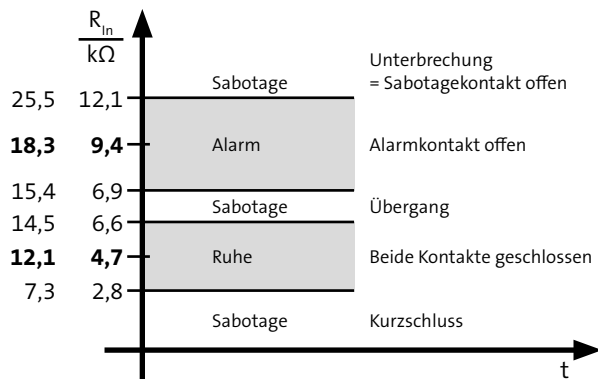 R_In
kΩ
Unterbrechung
Sabotage = Sabotagekontakt offen
25,5 12,1
18,3 9,4 Alarm Alarmkontakt offen
15,4 6,9
Sabotage Übergang
14,5 6,6
12,1 4,7 Ruhe Beide Kontakte geschlossen
7,3 2,8
Sabotage Kurzschluss
t